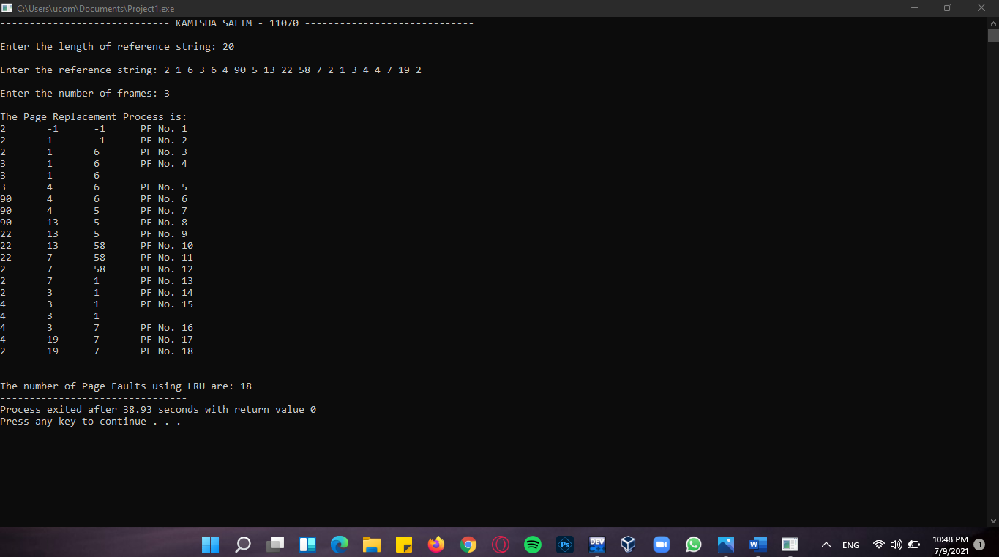 C:\Users\ucom\Documents\Project1.exe
----------------------------- KAMISHA SALIM - 11070 -----------------------------
Enter the length of reference string: 20
Enter the reference string: 2 1 6 3 6 4 90 5 13 22 58 7 2 1 3 4 4 7 19 2
Enter the number of frames: 3
The Page Replacement Process is:
2 -1 -1 PF No. 1
2 1 -1 PF No. 2
2 1 6 PF No. 3
3 1 6 PF No. 4
3 1 6
3 4 6 PF No. 5
90 4 6 PF No. 6
90 4 5 PF No. 7
90 13 5 PF No. 8
22 13 5 PF No. 9
22 13 58 PF No. 10
22 7 58 PF No. 11
2 7 58 PF No. 12
2 7 1 PF No. 13
2 3 1 PF No. 14
4 3 1 PF No. 15
4 3 1
4 3 7 PF No. 16
4 19 7 PF No. 17
2 19 7 PF No. 18
The number of Page Faults using LRU are: 18
--------------------------------
Process exited after 38.93 seconds with return value 0
Press any key to continue . . .
Ps DEV W ENG 10:48 PM
7/9/2021 1